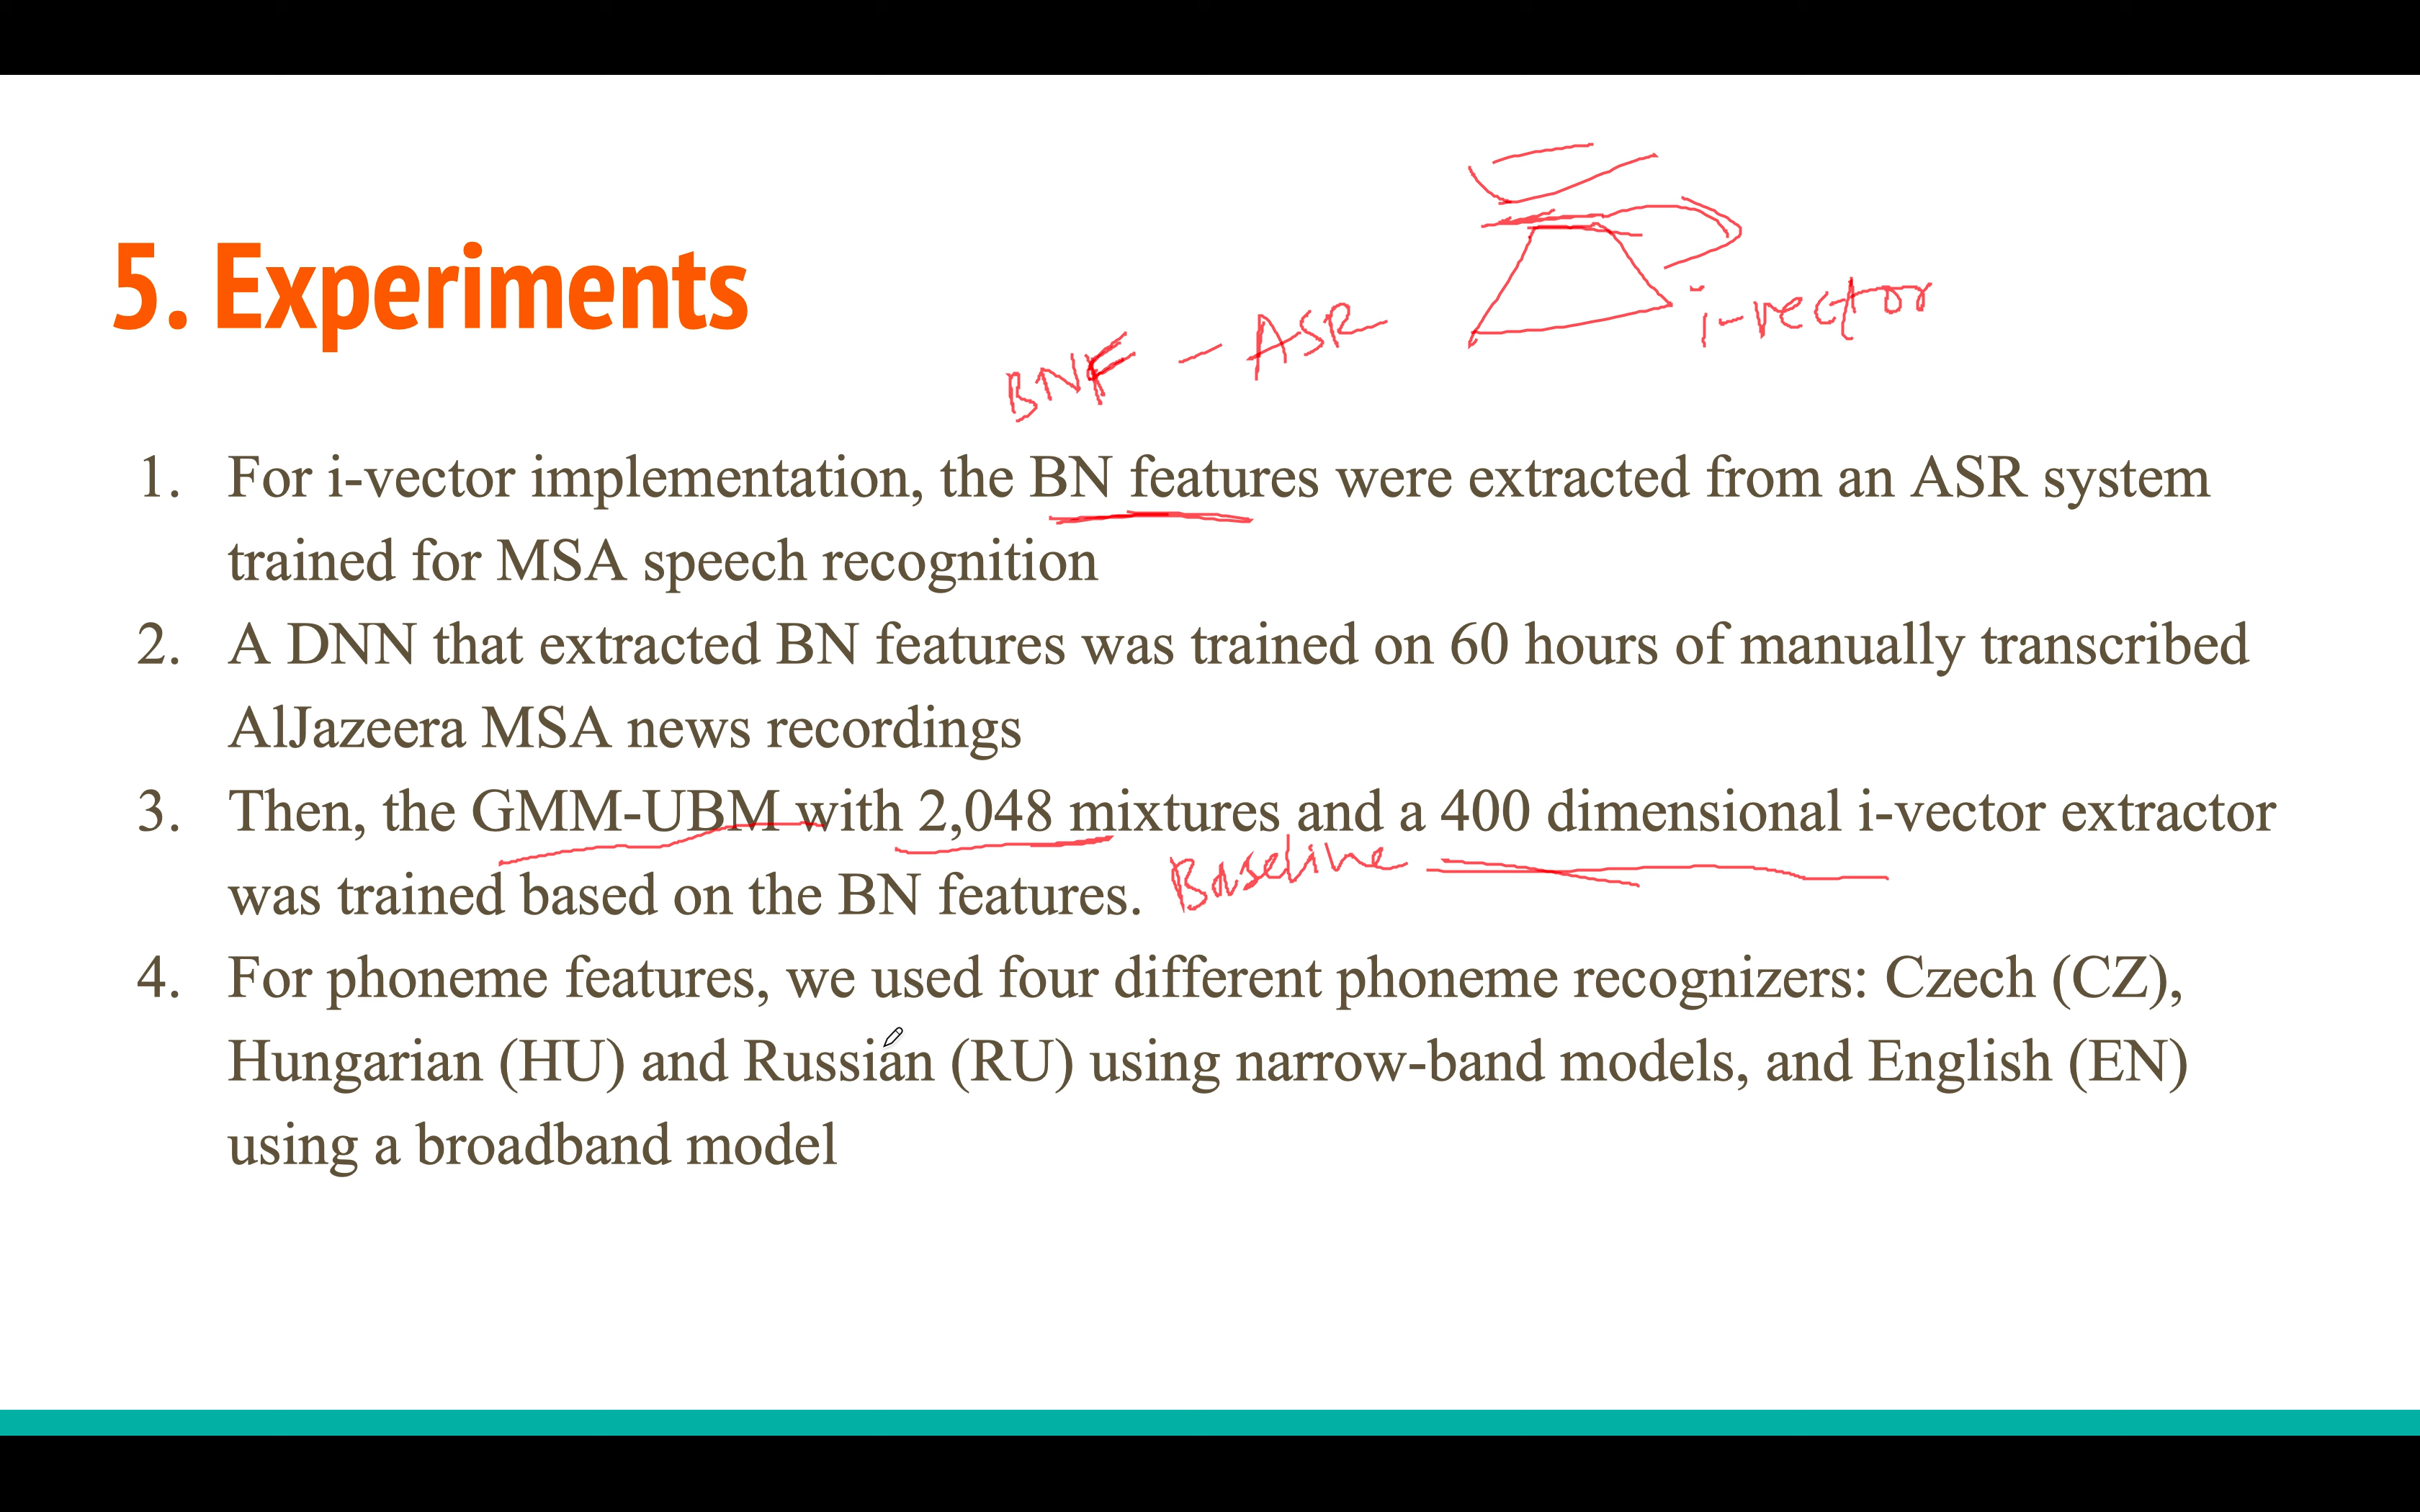 5. Experiments
BNF - ASR
i-vector
1. For i-vector implementation, the BN features were extracted from an ASR system
trained for MSA speech recognition
2. A DNN that extracted BN features was trained on 60 hours of manually transcribed
AlJazeera MSA news recordings
3. Then, the GMM-UBM with 2,048 mixtures and a 400 dimensional i-vector extractor
was trained based on the BN features.
Baseline
4. For phoneme features, we used four different phoneme recognizers: Czech (CZ),
Hungarian (HU) and Russian (RU) using narrow-band models, and English (EN)
using a broadband model